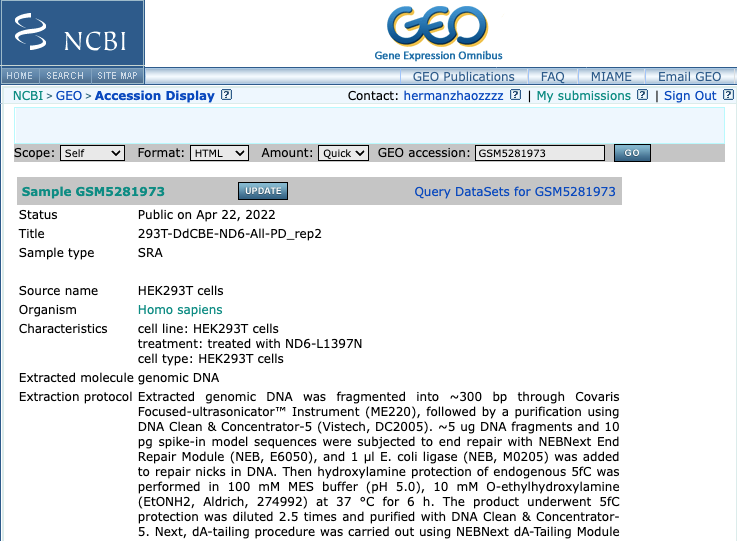 NCBI
GEO
Gene Expression Omnibus
HOME SEARCH SITE MAP
GEO Publications FAQ MIAME Email GEO
NCBI > GEO > Accession Display ?
Contact: hermanzhaozzzz ? | My submissions ? | Sign Out ?
Scope: Self Format: HTML Amount: Quick GEO accession: GSM5281973 GO
Sample GSM5281973 UPDATE Query DataSets for GSM5281973
Status Public on Apr 22, 2022
Title 293T-DdCBE-ND6-All-PD_rep2
Sample type SRA
Source name HEK293T cells
Organism Homo sapiens
Characteristics cell line: HEK293T cells
treatment: treated with ND6-L1397N
cell type: HEK293T cells
Extracted molecule genomic DNA
Extraction protocol Extracted genomic DNA was fragmented into ~300 bp through Covaris
Focused-ultrasonicator™ Instrument (ME220), followed by a purification using
DNA Clean & Concentrator-5 (Vistech, DC2005). ~5 ug DNA fragments and 10
pg spike-in model sequences were subjected to end repair with NEBNext End
Repair Module (NEB, E6050), and 1 μl E. coli ligase (NEB, M0205) was added
to repair nicks in DNA. Then hydroxylamine protection of endogenous 5fC was
performed in 100 mM MES buffer (pH 5.0), 10 mM O-ethylhydroxylamine
(EtONH2, Aldrich, 274992) at 37 °C for 6 h. The product underwent 5fC
protection was diluted 2.5 times and purified with DNA Clean & Concentrator-
5. Next, dA-tailing procedure was carried out using NEBNext dA-Tailing Module